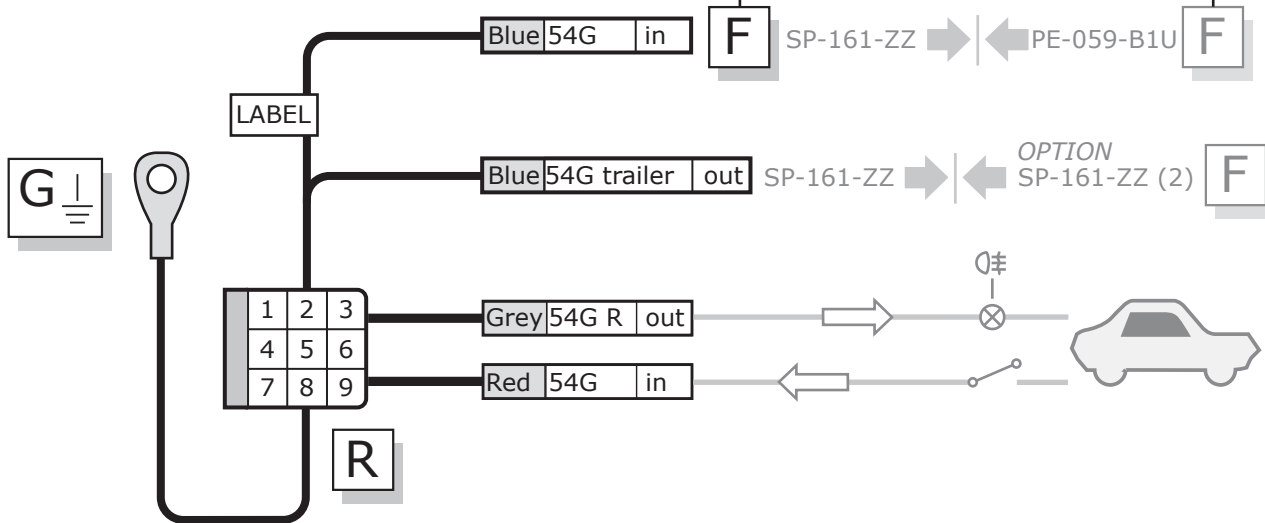 Blue 54G in F SP-161-ZZ PE-059-B1U F
LABEL
OPTION
Blue 54G trailer out SP-161-ZZ SP-161-ZZ (2) F
G
1 2 3 Grey 54G R out
4 5 6
7 8 9 Red 54G in
R